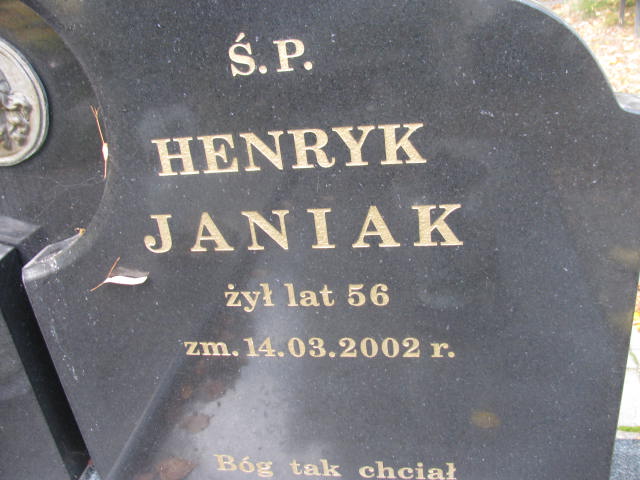 Ś.P.
HENRYK
JANIAK
żył lat 56
zm. 14.03.2002 r.
Bóg tak chciał